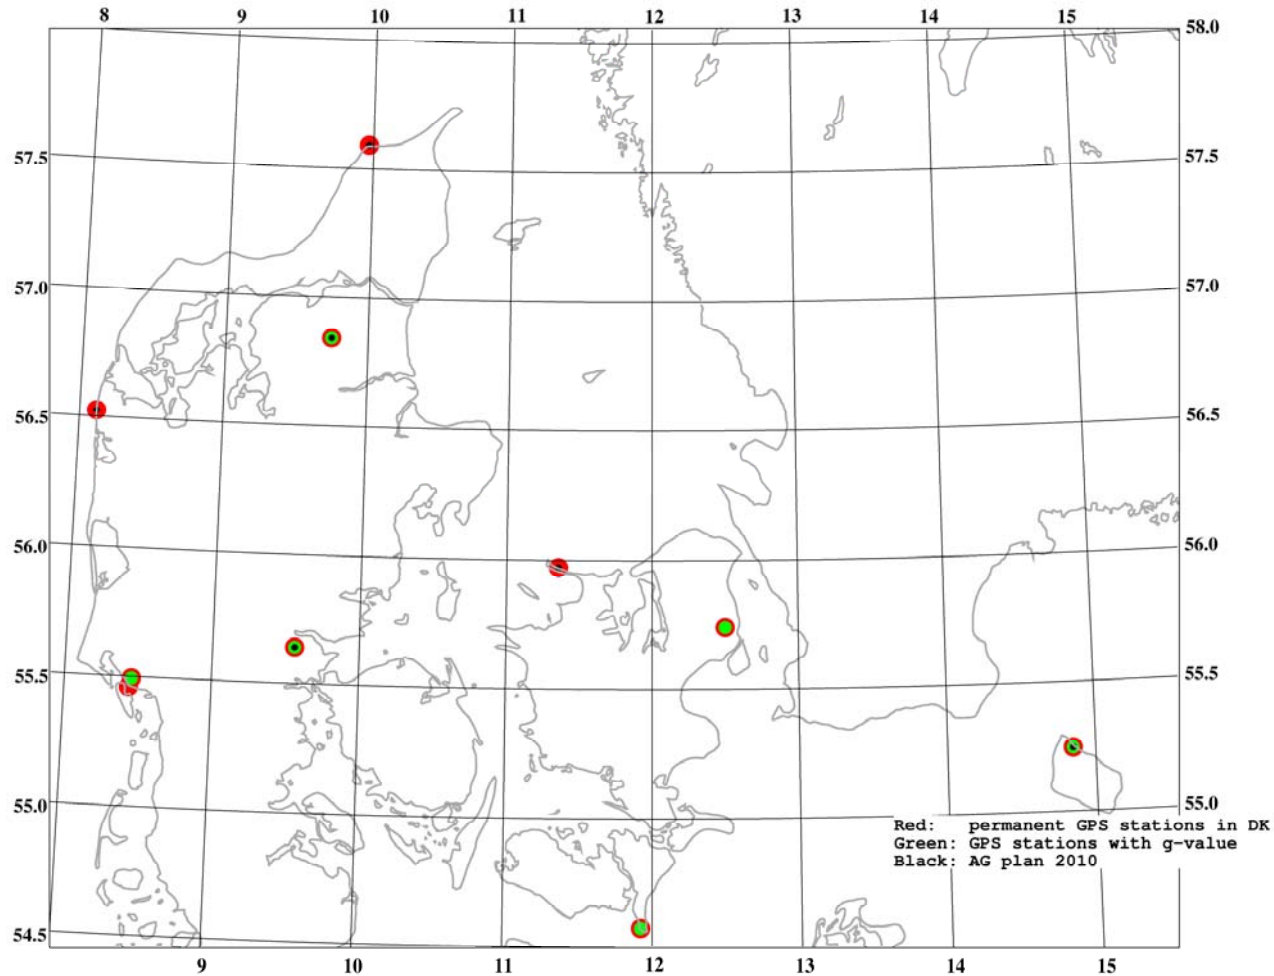 8 9 10 11 12 13 14 15
58.0
57.5 57.5
57.0 57.0
56.5 56.5
56.0 56.0
55.5 55.5
55.0 55.0
Red: permanent GPS stations in DK
Green: GPS stations with g-value
Black: AG plan 2010
54.5
9 10 11 12 13 14 15